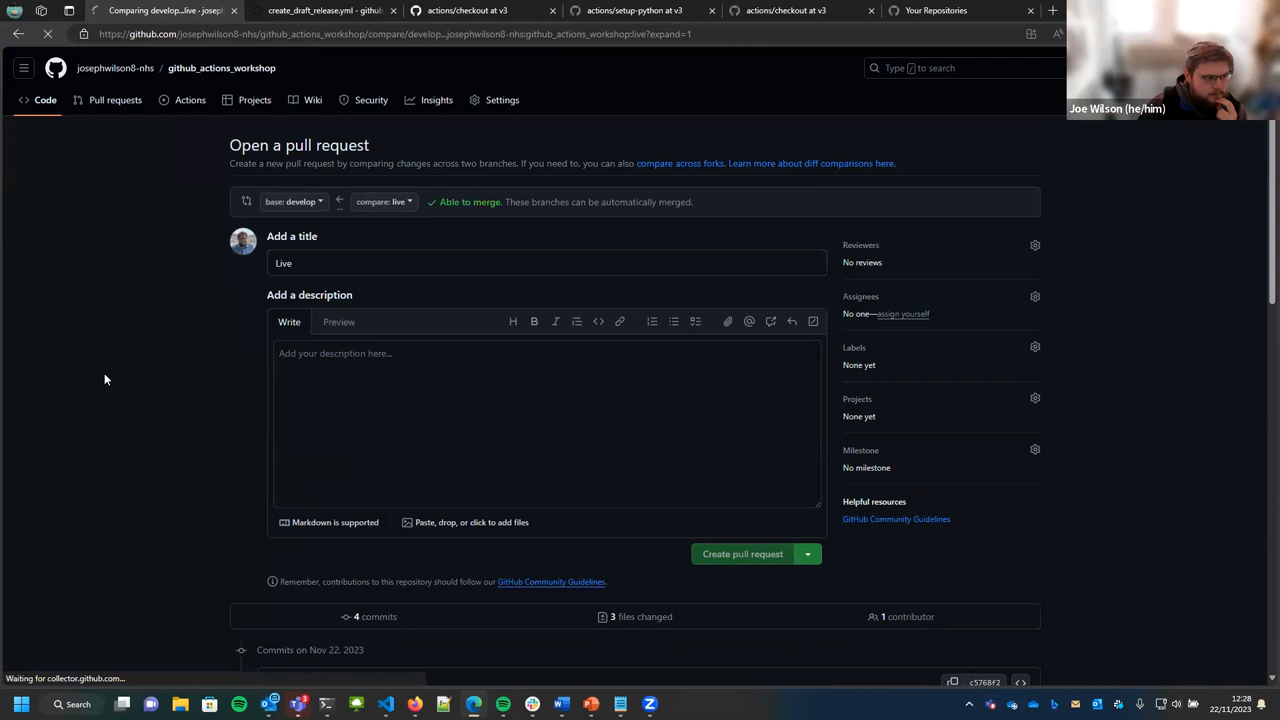 Comparing develop...live · joseph
create_draft_release.yml · github
actions/checkout at v3
actions/setup-python at v3
actions/checkout at v3
Your Repositories
https://github.com/josephwilson8-nhs/github_actions_workshop/compare/develop...josephwilson8-nhs:github_actions_workshop:live?expand=1
josephwilson8-nhs / github_actions_workshop
Type / to search
Joe Wilson (he/him)
Code
Pull requests
Actions
Projects
Wiki
Security
Insights
Settings
Open a pull request
Create a new pull request by comparing changes across two branches. If you need to, you can also compare across forks. Learn more about diff comparisons here.
base: develop
compare: live
Able to merge. These branches can be automatically merged.
Add a title
Live
Add a description
Write
Preview
Add your description here...
Markdown is supported
Paste, drop, or click to add files
Create pull request
Remember, contributions to this repository should follow our GitHub Community Guidelines.
Reviewers
No reviews
Assignees
No one—assign yourself
Labels
None yet
Projects
None yet
Milestone
No milestone
Helpful resources
GitHub Community Guidelines
4 commits
3 files changed
1 contributor
Commits on Nov 22, 2023
c5768f2
Waiting for collector.github.com...
Search
12:28
22/11/2023